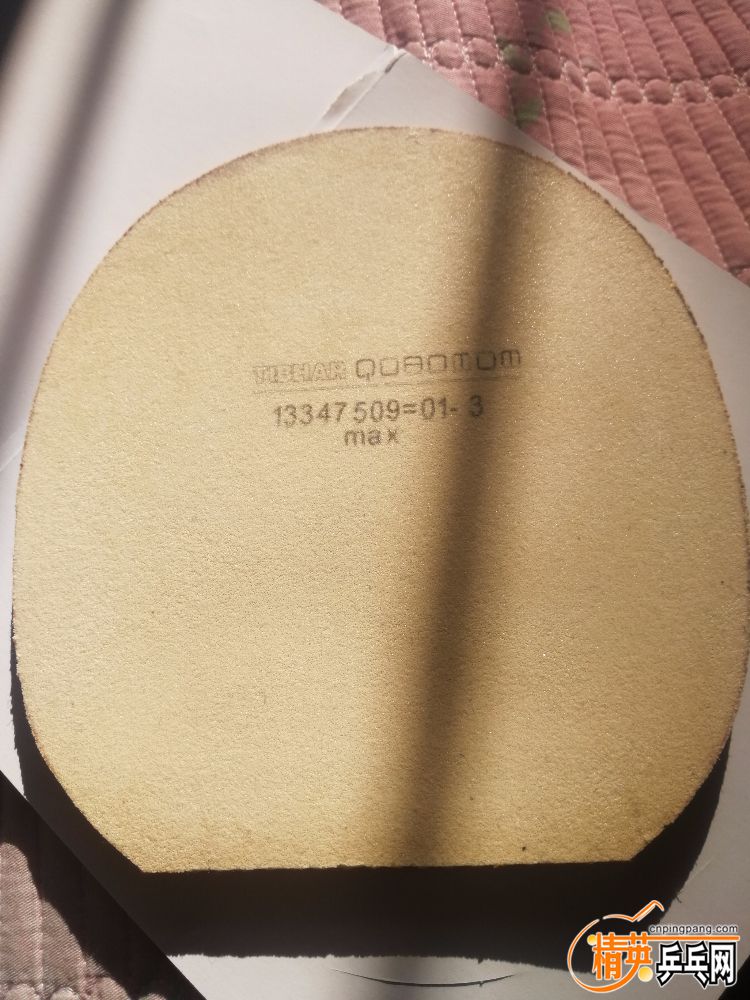 TIBHAR QUANTUM
13347509=01- 3
max
cnpingpang.com
精英乒乓网